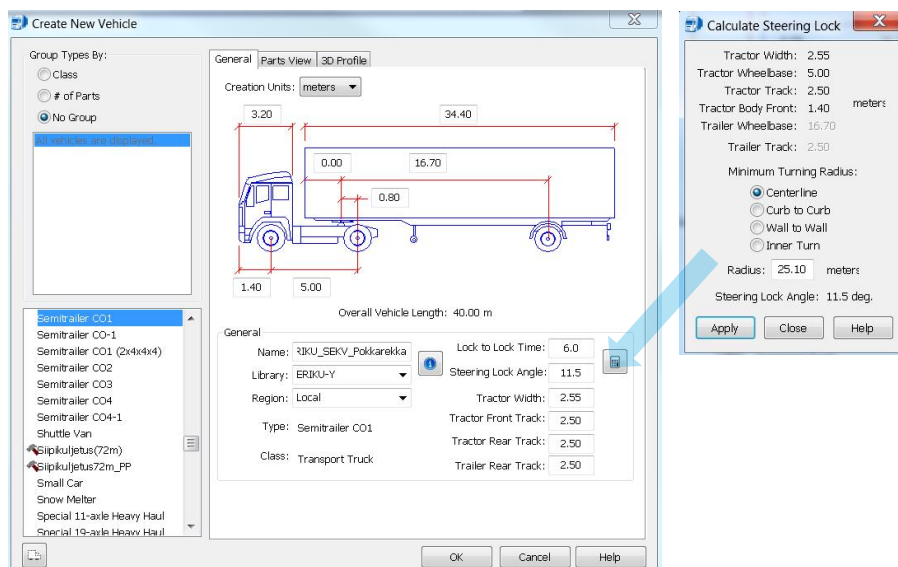 Create New Vehicle
Group Types By:
Class
# of Parts
No Group
All vehicles are displayed.
Semitrailer CO1
Semitrailer CO-1
Semitrailer CO1 (2x4x4x4)
Semitrailer CO2
Semitrailer CO3
Semitrailer CO4
Semitrailer CO4-1
Shuttle Van
Siipikuljetus(72m)
Siipikuljetus72m_PP
Small Car
Snow Melter
Special 11-axle Heavy Haul
Special 19-axle Heavy Haul
General Parts View 3D Profile
Creation Units: meters
3.20 34.40
0.00 16.70
0.80
1.40 5.00
Overall Vehicle Length: 40.00 m
General
Name: RIKU_SEKV_Pokkarekka
Library: ERIKU-Y
Region: Local
Type: Semitrailer CO1
Class: Transport Truck
Lock to Lock Time: 6.0
Steering Lock Angle: 11.5
Tractor Width: 2.55
Tractor Front Track: 2.50
Tractor Rear Track: 2.50
Trailer Rear Track: 2.50
OK Cancel Help
Calculate Steering Lock
Tractor Width: 2.55
Tractor Wheelbase: 5.00
Tractor Track: 2.50
Tractor Body Front: 1.40 meters
Trailer Wheelbase: 16.70
Trailer Track: 2.50
Minimum Turning Radius:
Centerline
Curb to Curb
Wall to Wall
Inner Turn
Radius: 25.10 meters
Steering Lock Angle: 11.5 deg.
Apply Close Help